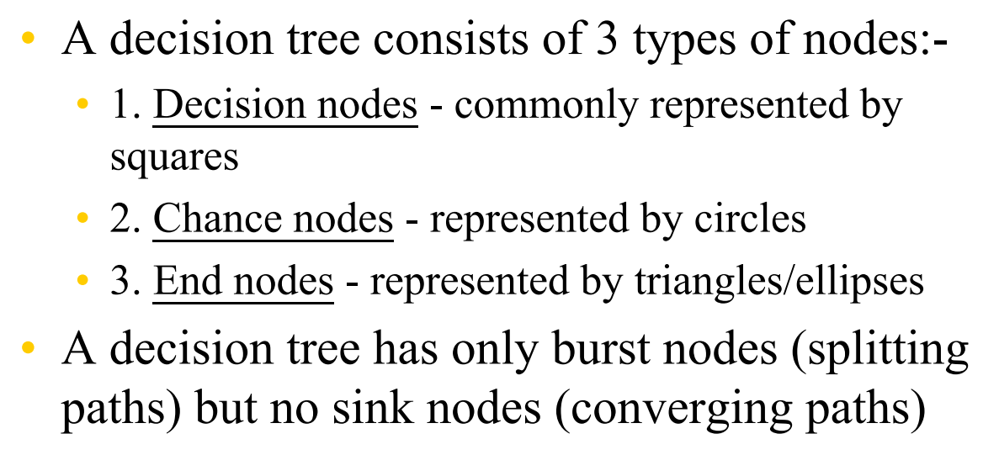 • A decision tree consists of 3 types of nodes:-
• 1. Decision nodes - commonly represented by
squares
• 2. Chance nodes - represented by circles
• 3. End nodes - represented by triangles/ellipses
• A decision tree has only burst nodes (splitting
paths) but no sink nodes (converging paths)